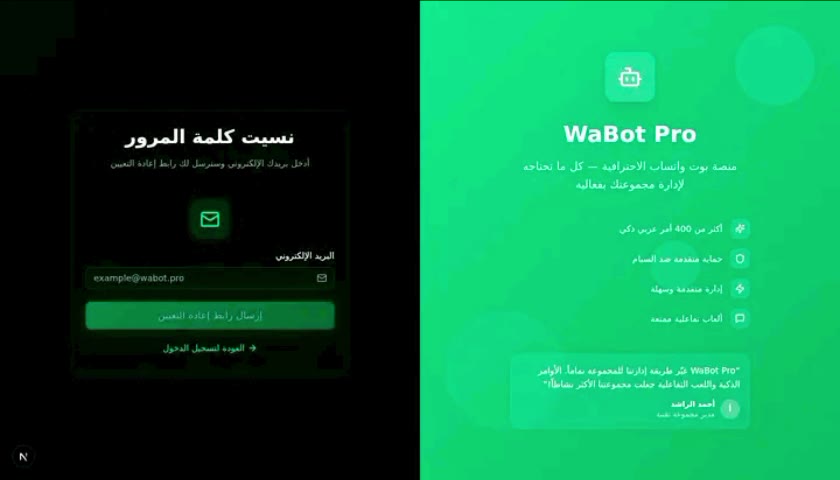 نسيت كلمة المرور
أدخل بريدك الإلكتروني وسنرسل لك رابط إعادة التعيين
البريد الإلكتروني
example@wabot.pro
إرسال رابط إعادة التعيين
العودة لتسجيل الدخول
N
WaBot Pro
منصة بوت واتساب الاحترافية — كل ما تحتاجه
لإدارة مجموعتك بفعالية
أكثر من 400 أمر عربي ذكي
حماية متقدمة ضد السبام
إدارة متقدمة وسهلة
ألعاب تفاعلية ممتعة
"WaBot Pro غيّر طريقة إدارتنا للمجموعة تماماً. الأوامر
الذكية واللعب التفاعلية جعلت مجموعتنا الأكثر نشاطاً!"
أ
أحمد الراشد
مدير مجموعة تقنية